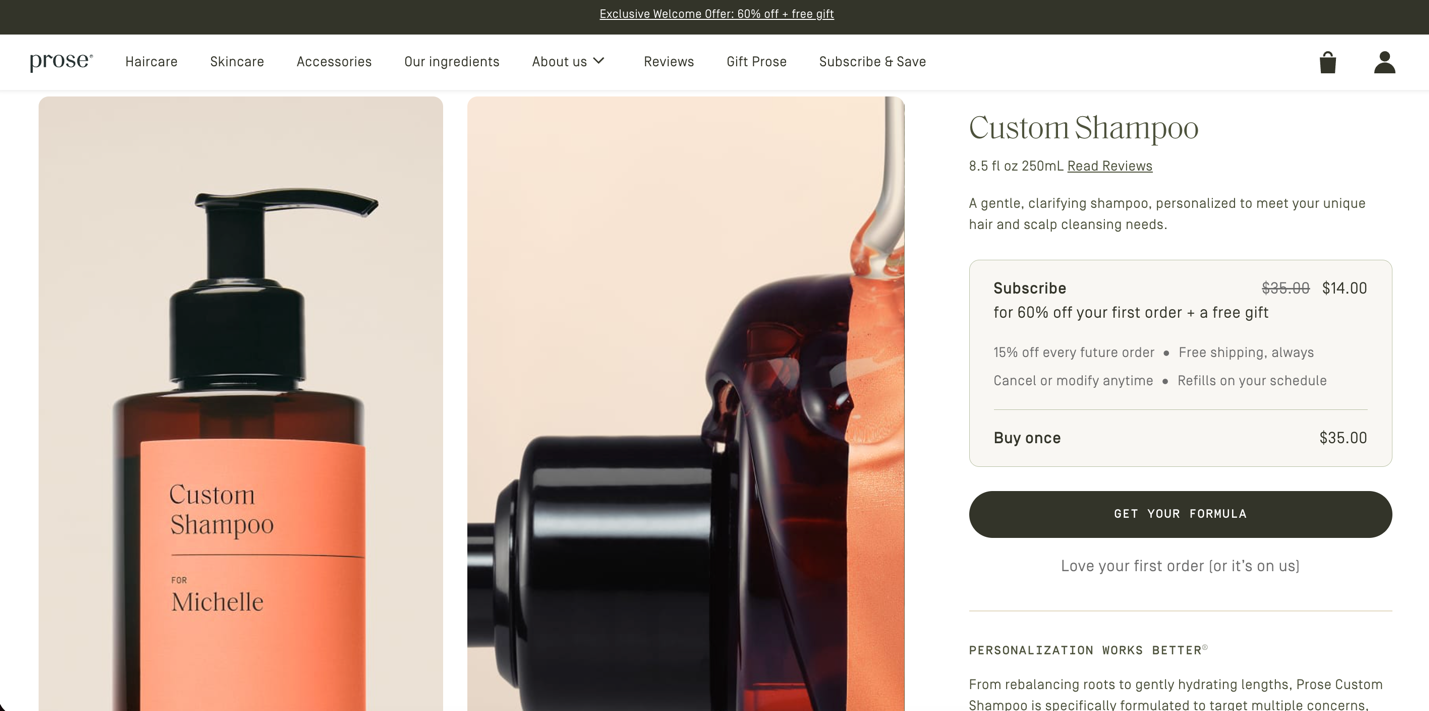 Exclusive Welcome Offer: 60% off + free gift
prose®
Haircare
Skincare
Accessories
Our ingredients
About us
Reviews
Gift Prose
Subscribe & Save
Custom
Shampoo
FOR
Michelle
Custom Shampoo
8.5 fl oz 250mL Read Reviews
A gentle, clarifying shampoo, personalized to meet your unique
hair and scalp cleansing needs.
Subscribe $35.00 $14.00
for 60% off your first order + a free gift
15% off every future order • Free shipping, always
Cancel or modify anytime • Refills on your schedule
Buy once $35.00
GET YOUR FORMULA
Love your first order (or it's on us)
PERSONALIZATION WORKS BETTER®
From rebalancing roots to gently hydrating lengths, Prose Custom
Shampoo is specifically formulated to target multiple concerns,